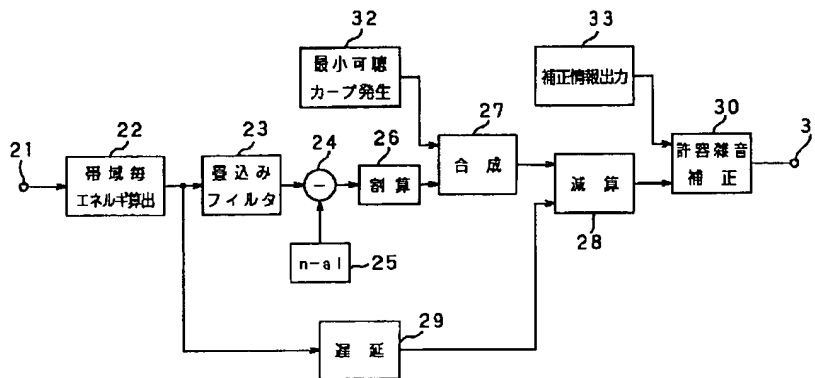 32
最小可聴
カーブ発生
33
補正情報出力
21
22
帯域毎
エネルギ算出
23
畳込み
フィルタ
24
−
26
割算
27
合成
減算
28
30
許容雑音
補正
3
n-ai
25
29
遅延